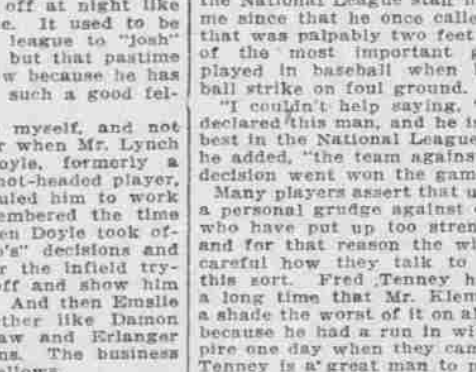 off at night like
e. It used to be
league to "josh"
but that pastime
w because he has
such a good fel-
myself, and not
r when Mr. Lynch
oyle, formerly a
hot-headed player,
uled him to work
embered the time
en Doyle took of-
o's" decisions and
r the infield try-
off and show him
And then Emslie
ther like Damon
aw and Erlanger
ns. The business
the National League
me since that he once call
that was palpably two feet
of the most important
played in baseball when
ball strike on foul ground.
"I couldn't help saying,
declared this man, and he is
best in the National League
he added, "the team agains
decision went won the gam
Many players assert that u
a personal grudge against
who have put up too stren
and for that reason the wi
careful how they talk to
this sort. Fred Tenney h
a long time that Mr. Klem
a shade the worst of it on al
because he had a run in wi
pire one day when they cam
Tenney is a great man to